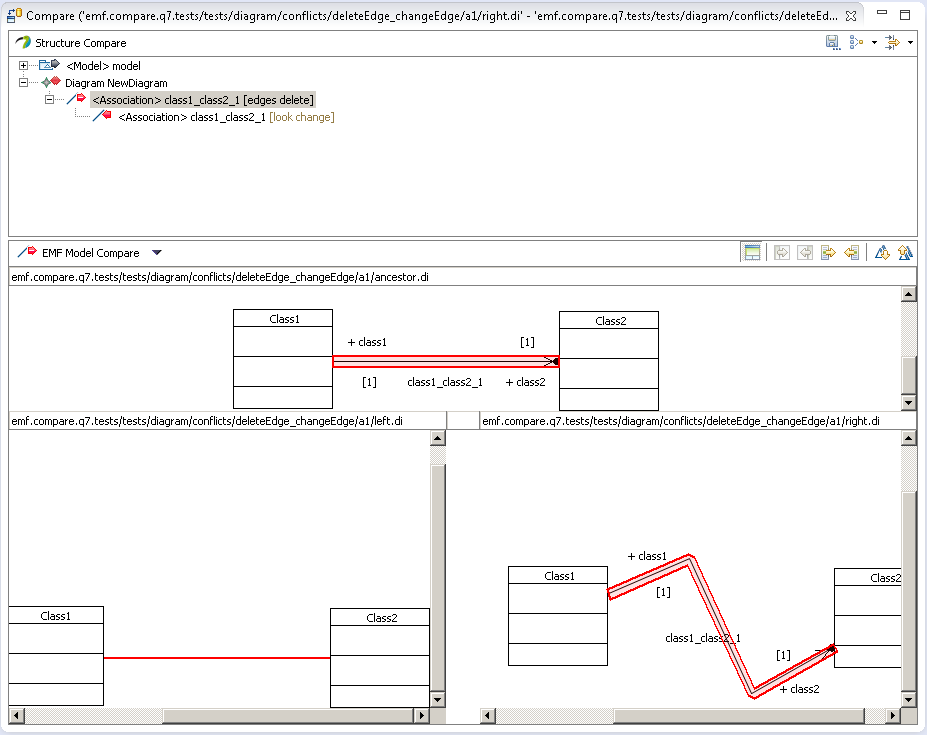 Compare ('emf.compare.q7.tests/tests/diagram/conflicts/deleteEdge_changeEdge/a1/right.di' - 'emf.compare.q7.tests/tests/diagram/conflicts/deleteEd...
Structure Compare
<Model> model
Diagram NewDiagram
<Association> class1_class2_1 [edges delete]
<Association> class1_class2_1 [look change]
EMF Model Compare
emf.compare.q7.tests/tests/diagram/conflicts/deleteEdge_changeEdge/a1/ancestor.di
Class1
Class2
+ class1
[1]
[1]
class1_class2_1
+ class2
emf.compare.q7.tests/tests/diagram/conflicts/deleteEdge_changeEdge/a1/left.di
emf.compare.q7.tests/tests/diagram/conflicts/deleteEdge_changeEdge/a1/right.di
Class1
Class2
+ class1
Class1
Class2
[1]
class1_class2_1
[1]
+ class2